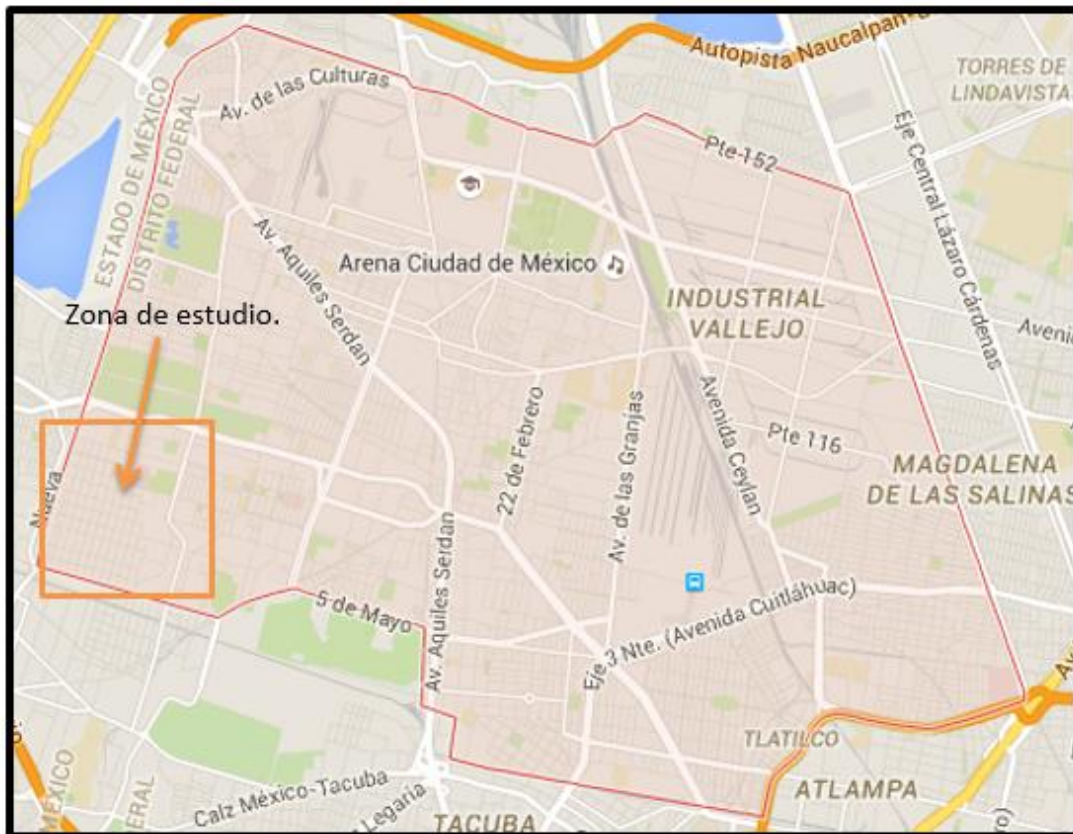 Autopista Naucalpan-
TORRES DE
LINDAVISTA
Av. de las Culturas
ESTADO DE MÉXICO
DISTRITO FEDERAL
Pte 152
Eje Central Lázaro Cárdenas
Av. Aquiles Serdan
Arena Ciudad de México
INDUSTRIAL
VALLEJO
Zona de estudio.
Avenid
22 de Febrero
Av. de las Granjas
Avenida Ceylan
Pte 116
MAGDALENA
DE LAS SALINAS
Nueva
Av. Aquiles Serdan
5 de Mayo
Eje 3 Nte. (Avenida Cuitláhuac)
TLATILCO
ATLAMPA
Calz México-Tacuba
Legaria
TACUBA
MÉXICO
ERAL